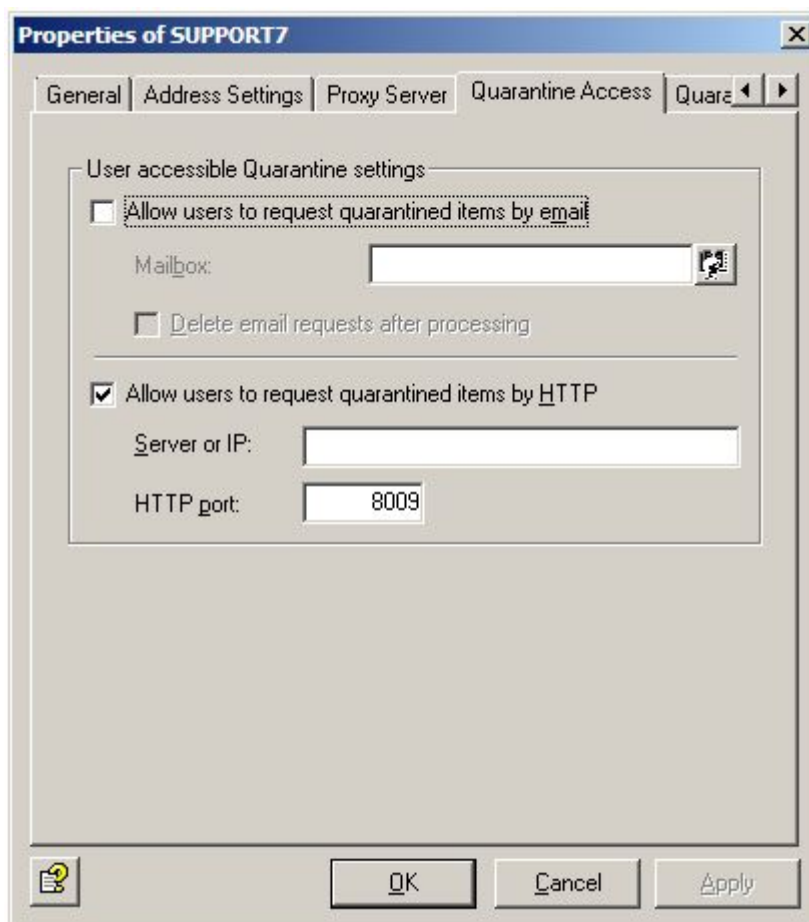 Properties of SUPPORT7
General Address Settings Proxy Server Quarantine Access
User accessible Quarantine settings
Allow users to request quarantined items by email
Mailbox:
Delete email requests after processing
Allow users to request quarantined items by HTTP
Server or IP:
HTTP port: 8009
OK Cancel Apply